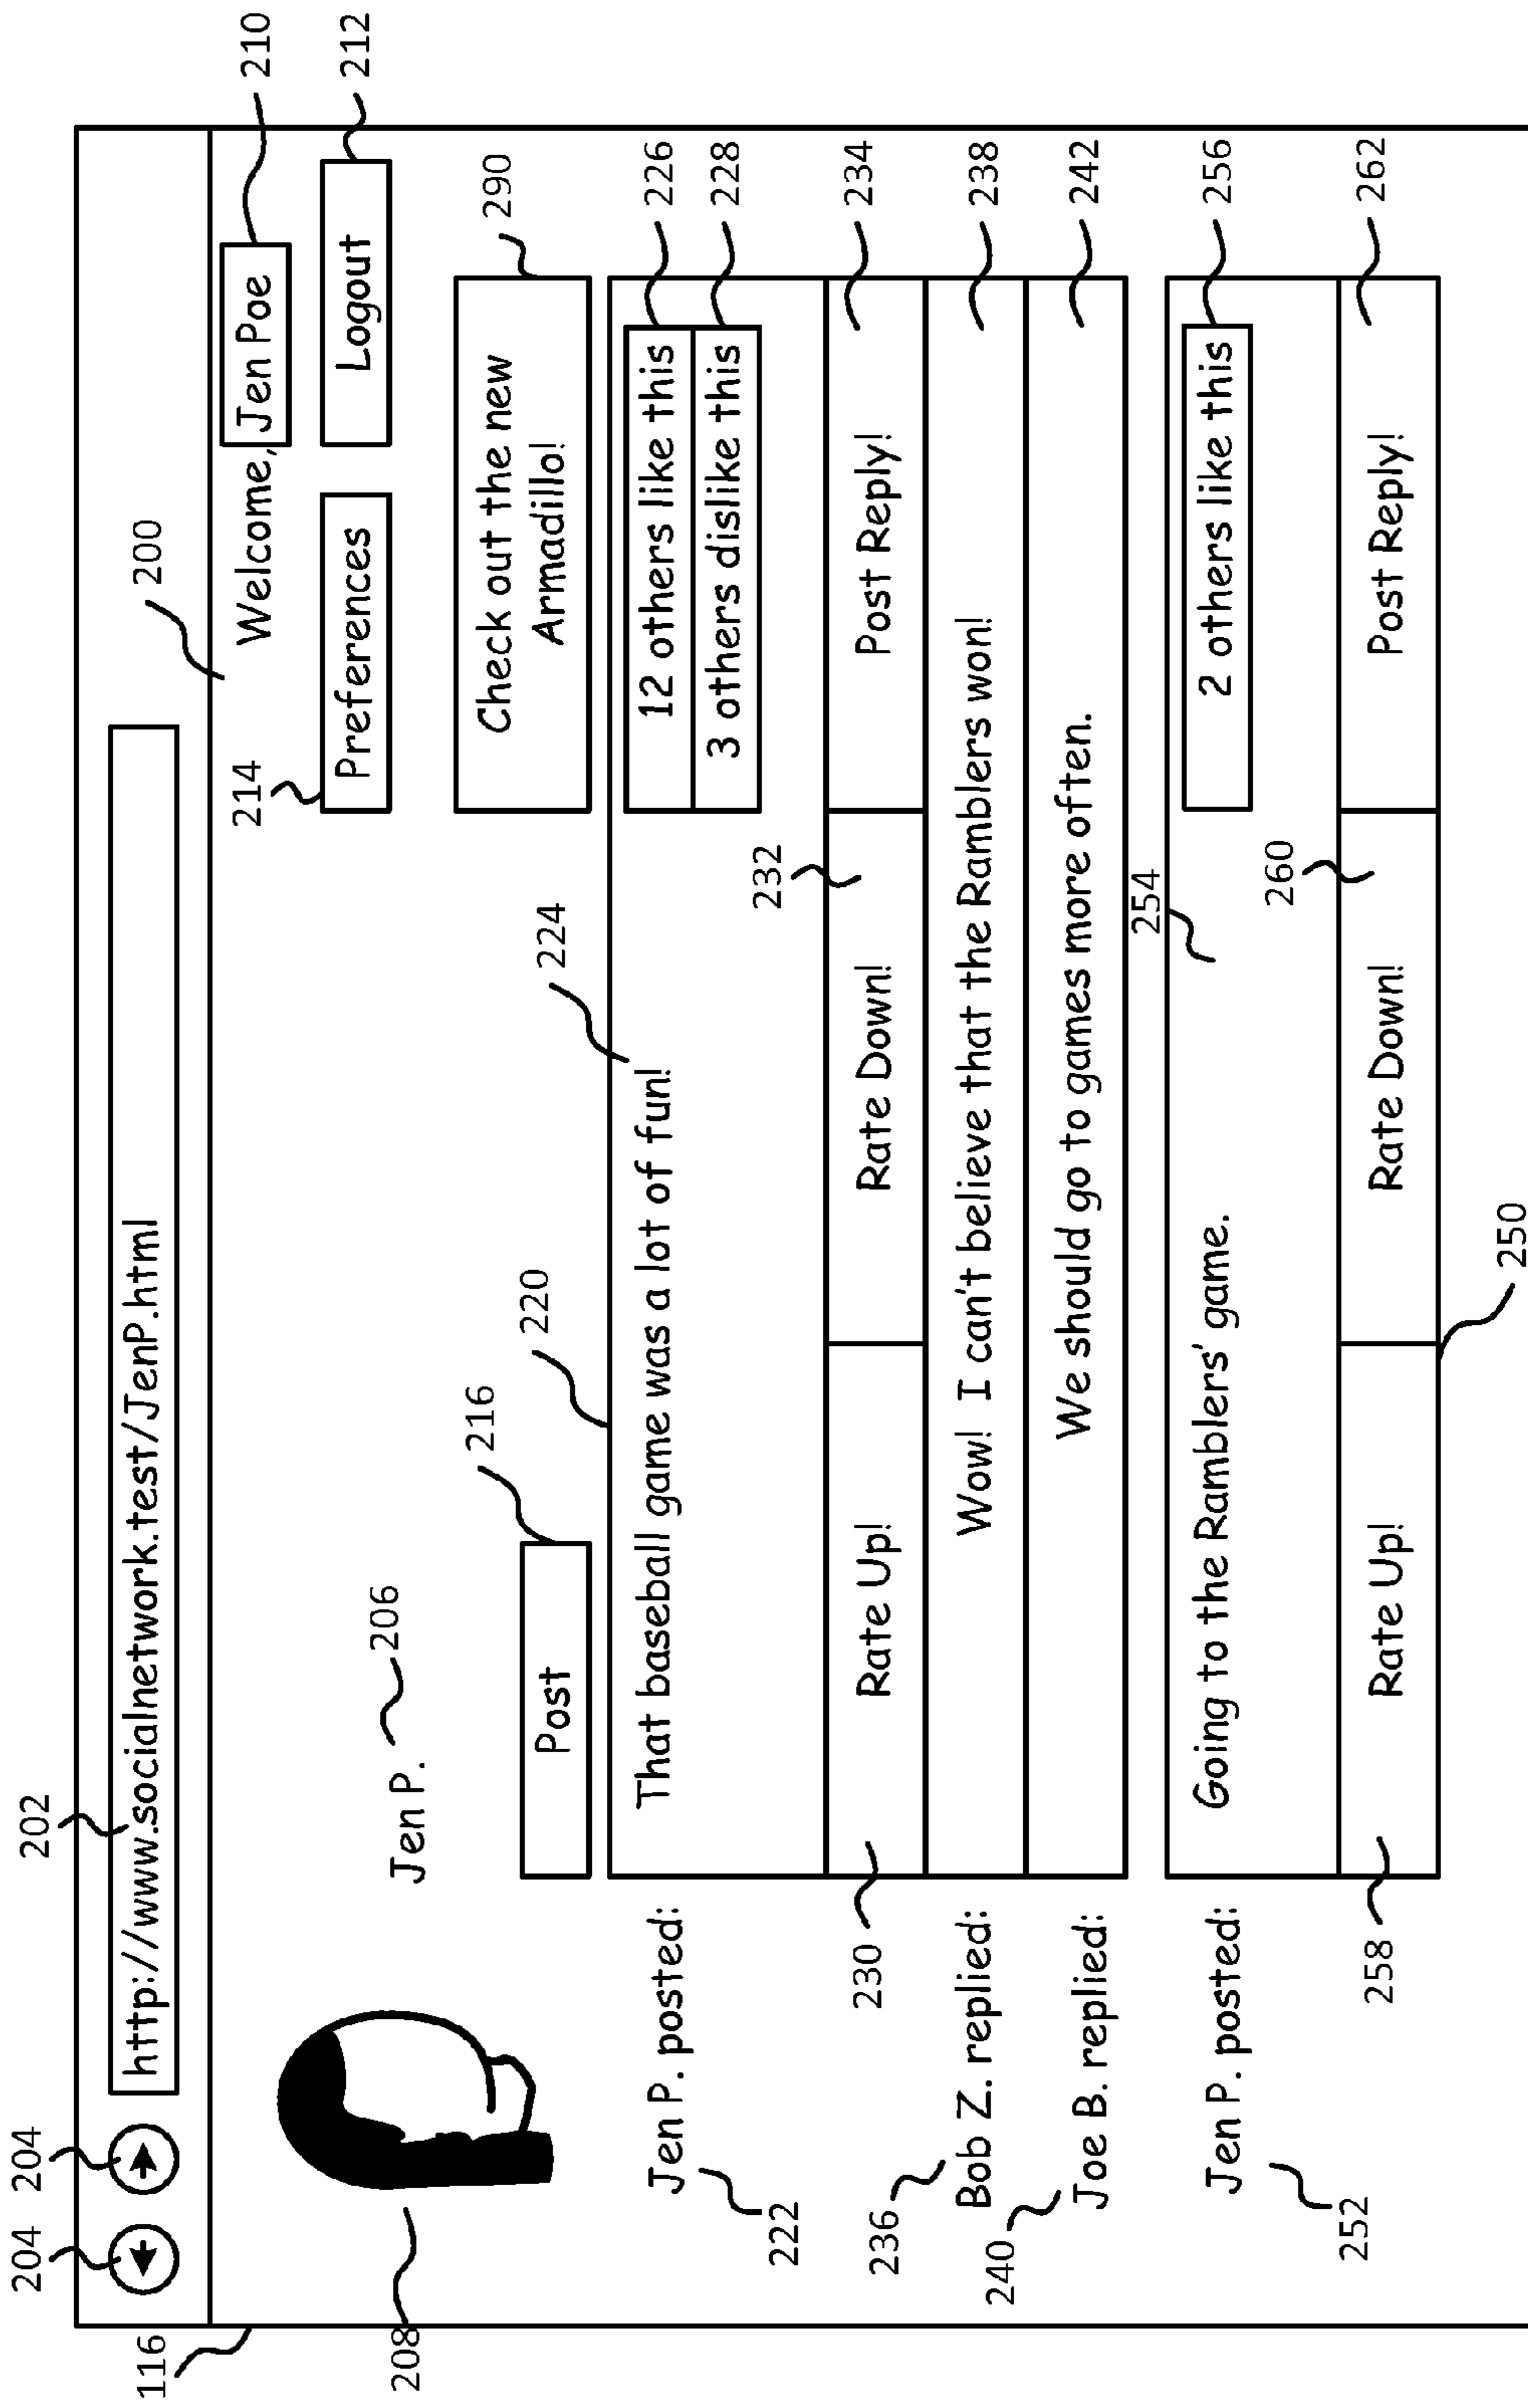 204
204
202
116
http://www.socialnetwork.test/JenP.html
200
Welcome, Jen Poe
210
214
Preferences
Logout
212
208
Jen P.
206
216
Post
220
224
Check out the new
Armadillo!
290
Jen P. posted:
222
That baseball game was a lot of fun!
12 others like this
226
3 others dislike this
228
232
230
Rate Up!
Rate Down!
Post Reply!
234
236
Bob Z. replied:
Wow! I can't believe that the Ramblers won!
238
240
Joe B. replied:
We should go to games more often.
242
254
Jen P. posted:
252
Going to the Ramblers' game.
2 others like this
256
260
258
Rate Up!
Rate Down!
Post Reply!
262
250